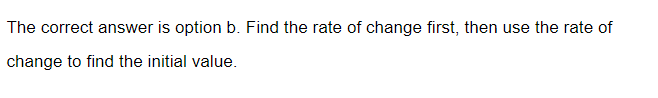 The correct answer is option b. Find the rate of change first, then use the rate of
change to find the initial value.